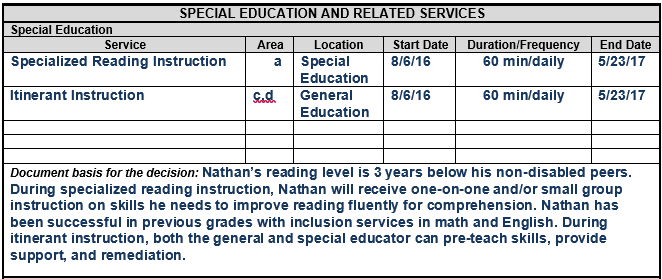 SPECIAL EDUCATION AND RELATED SERVICES
Special Education
Service Area Location Start Date Duration/Frequency End Date
Specialized Reading Instruction a Special Education 8/6/16 60 min/daily 5/23/17
Itinerant Instruction c.d General Education 8/6/16 60 min/daily 5/23/17
Document basis for the decision: Nathan's reading level is 3 years below his non-disabled peers.
During specialized reading instruction, Nathan will receive one-on-one and/or small group
instruction on skills he needs to improve reading fluently for comprehension. Nathan has
been successful in previous grades with inclusion services in math and English. During
itinerant instruction, both the general and special educator can pre-teach skills, provide
support, and remediation.